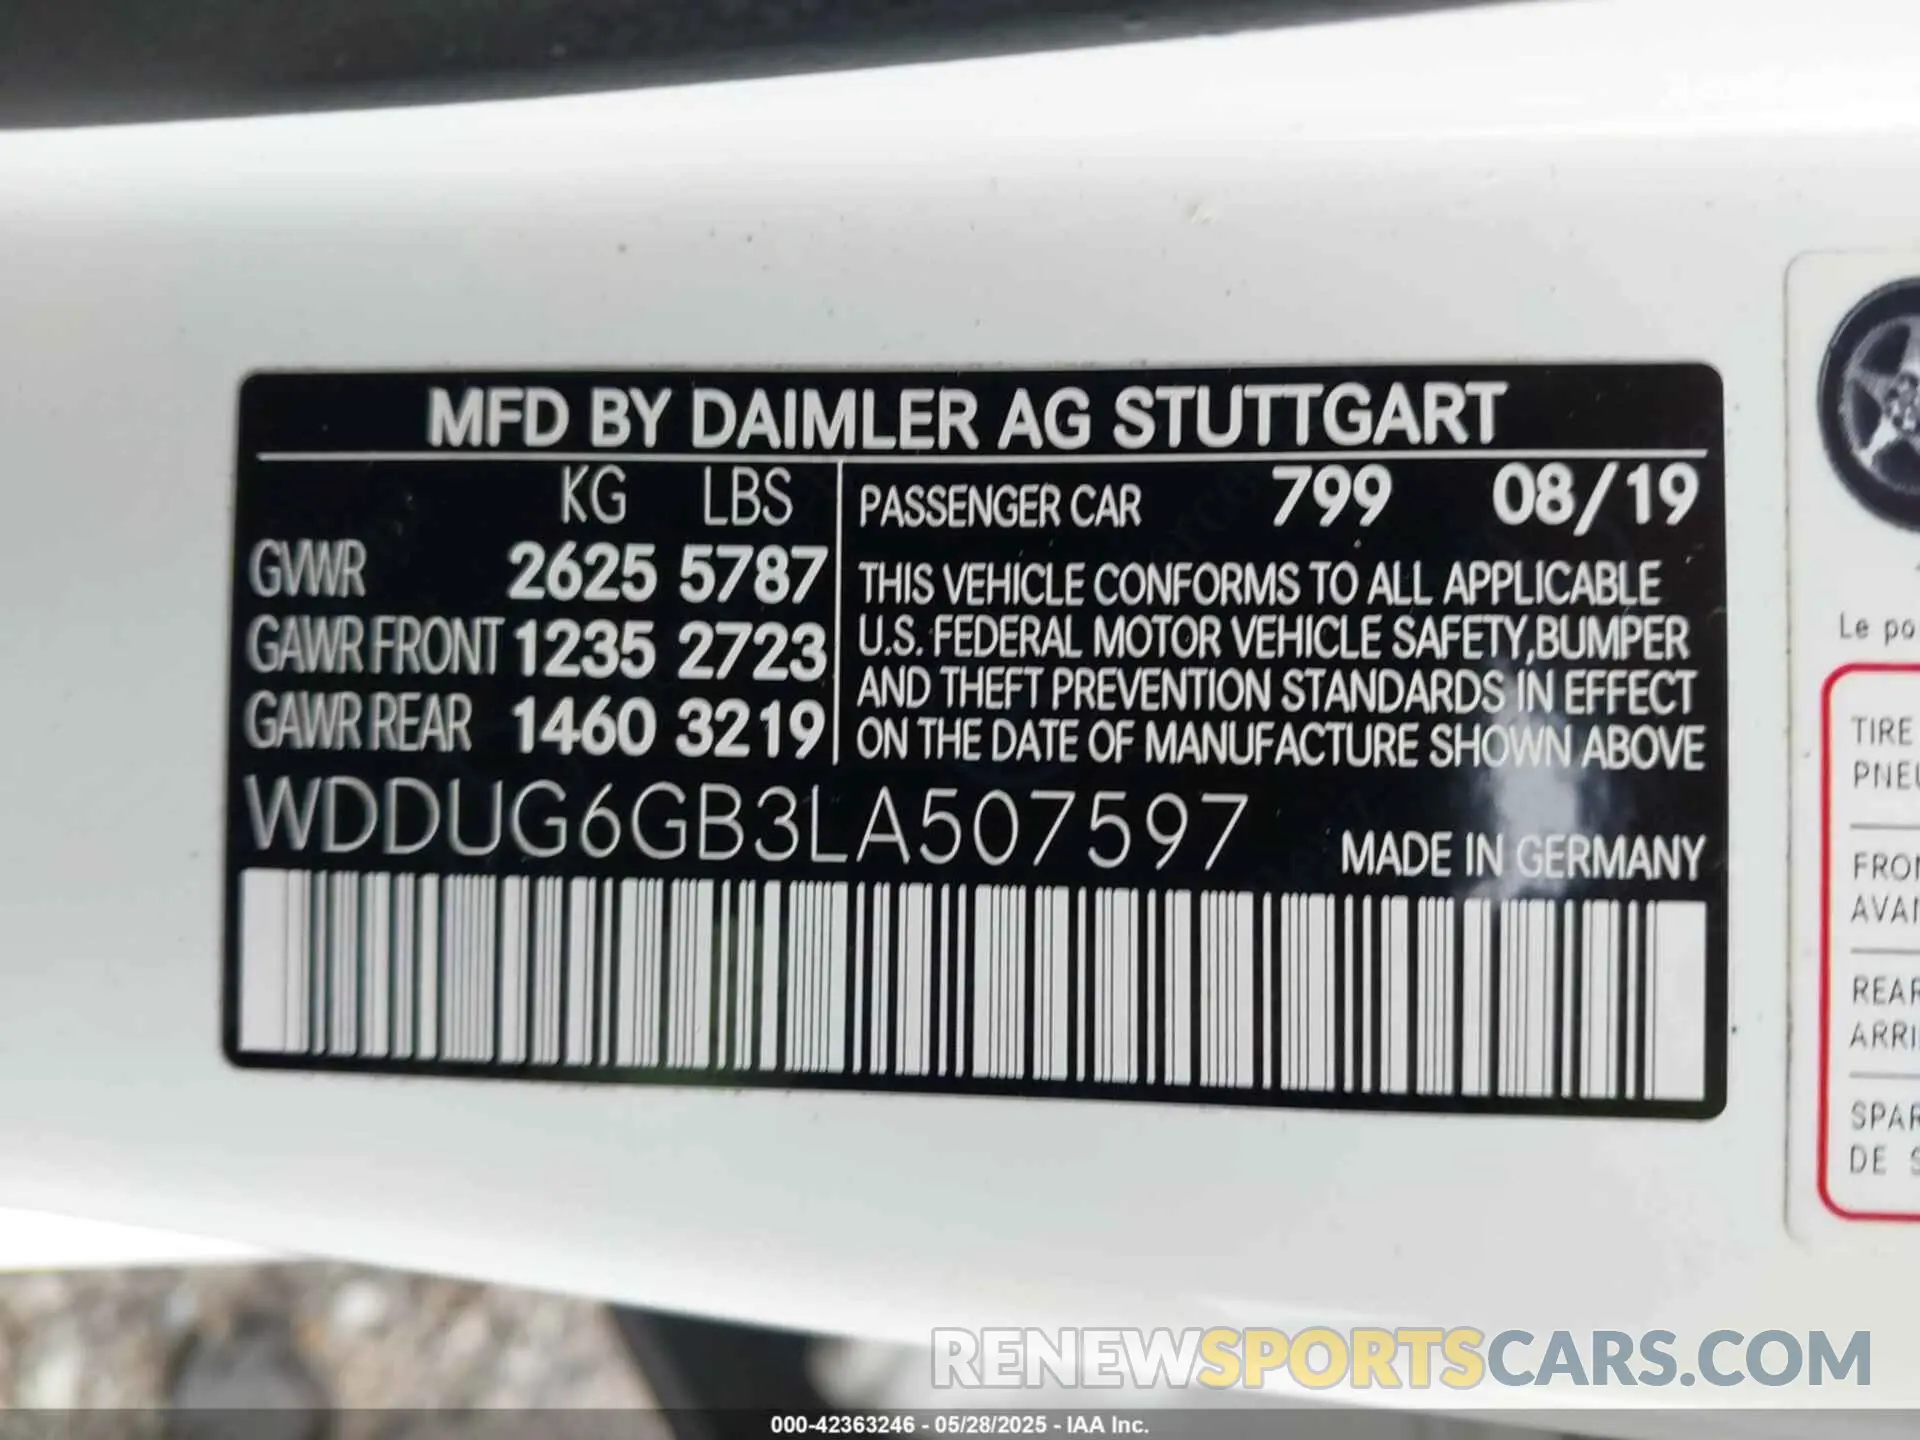 MFD BY DAIMLER AG STUTTGART
KG LBS
GVWR 2625 5787
GAWR FRONT 1235 2723
GAWR REAR 1460 3219
PASSENGER CAR 799 08/19
THIS VEHICLE CONFORMS TO ALL APPLICABLE
U.S. FEDERAL MOTOR VEHICLE SAFETY, BUMPER
AND THEFT PREVENTION STANDARDS IN EFFECT
ON THE DATE OF MANUFACTURE SHOWN ABOVE
WDDUG6GB3LA507597
MADE IN GERMANY
Le
TIRE
DE
RENEWSPORTSCARS.COM
000-42363246 - 05/28/2025 - IAA Inc.